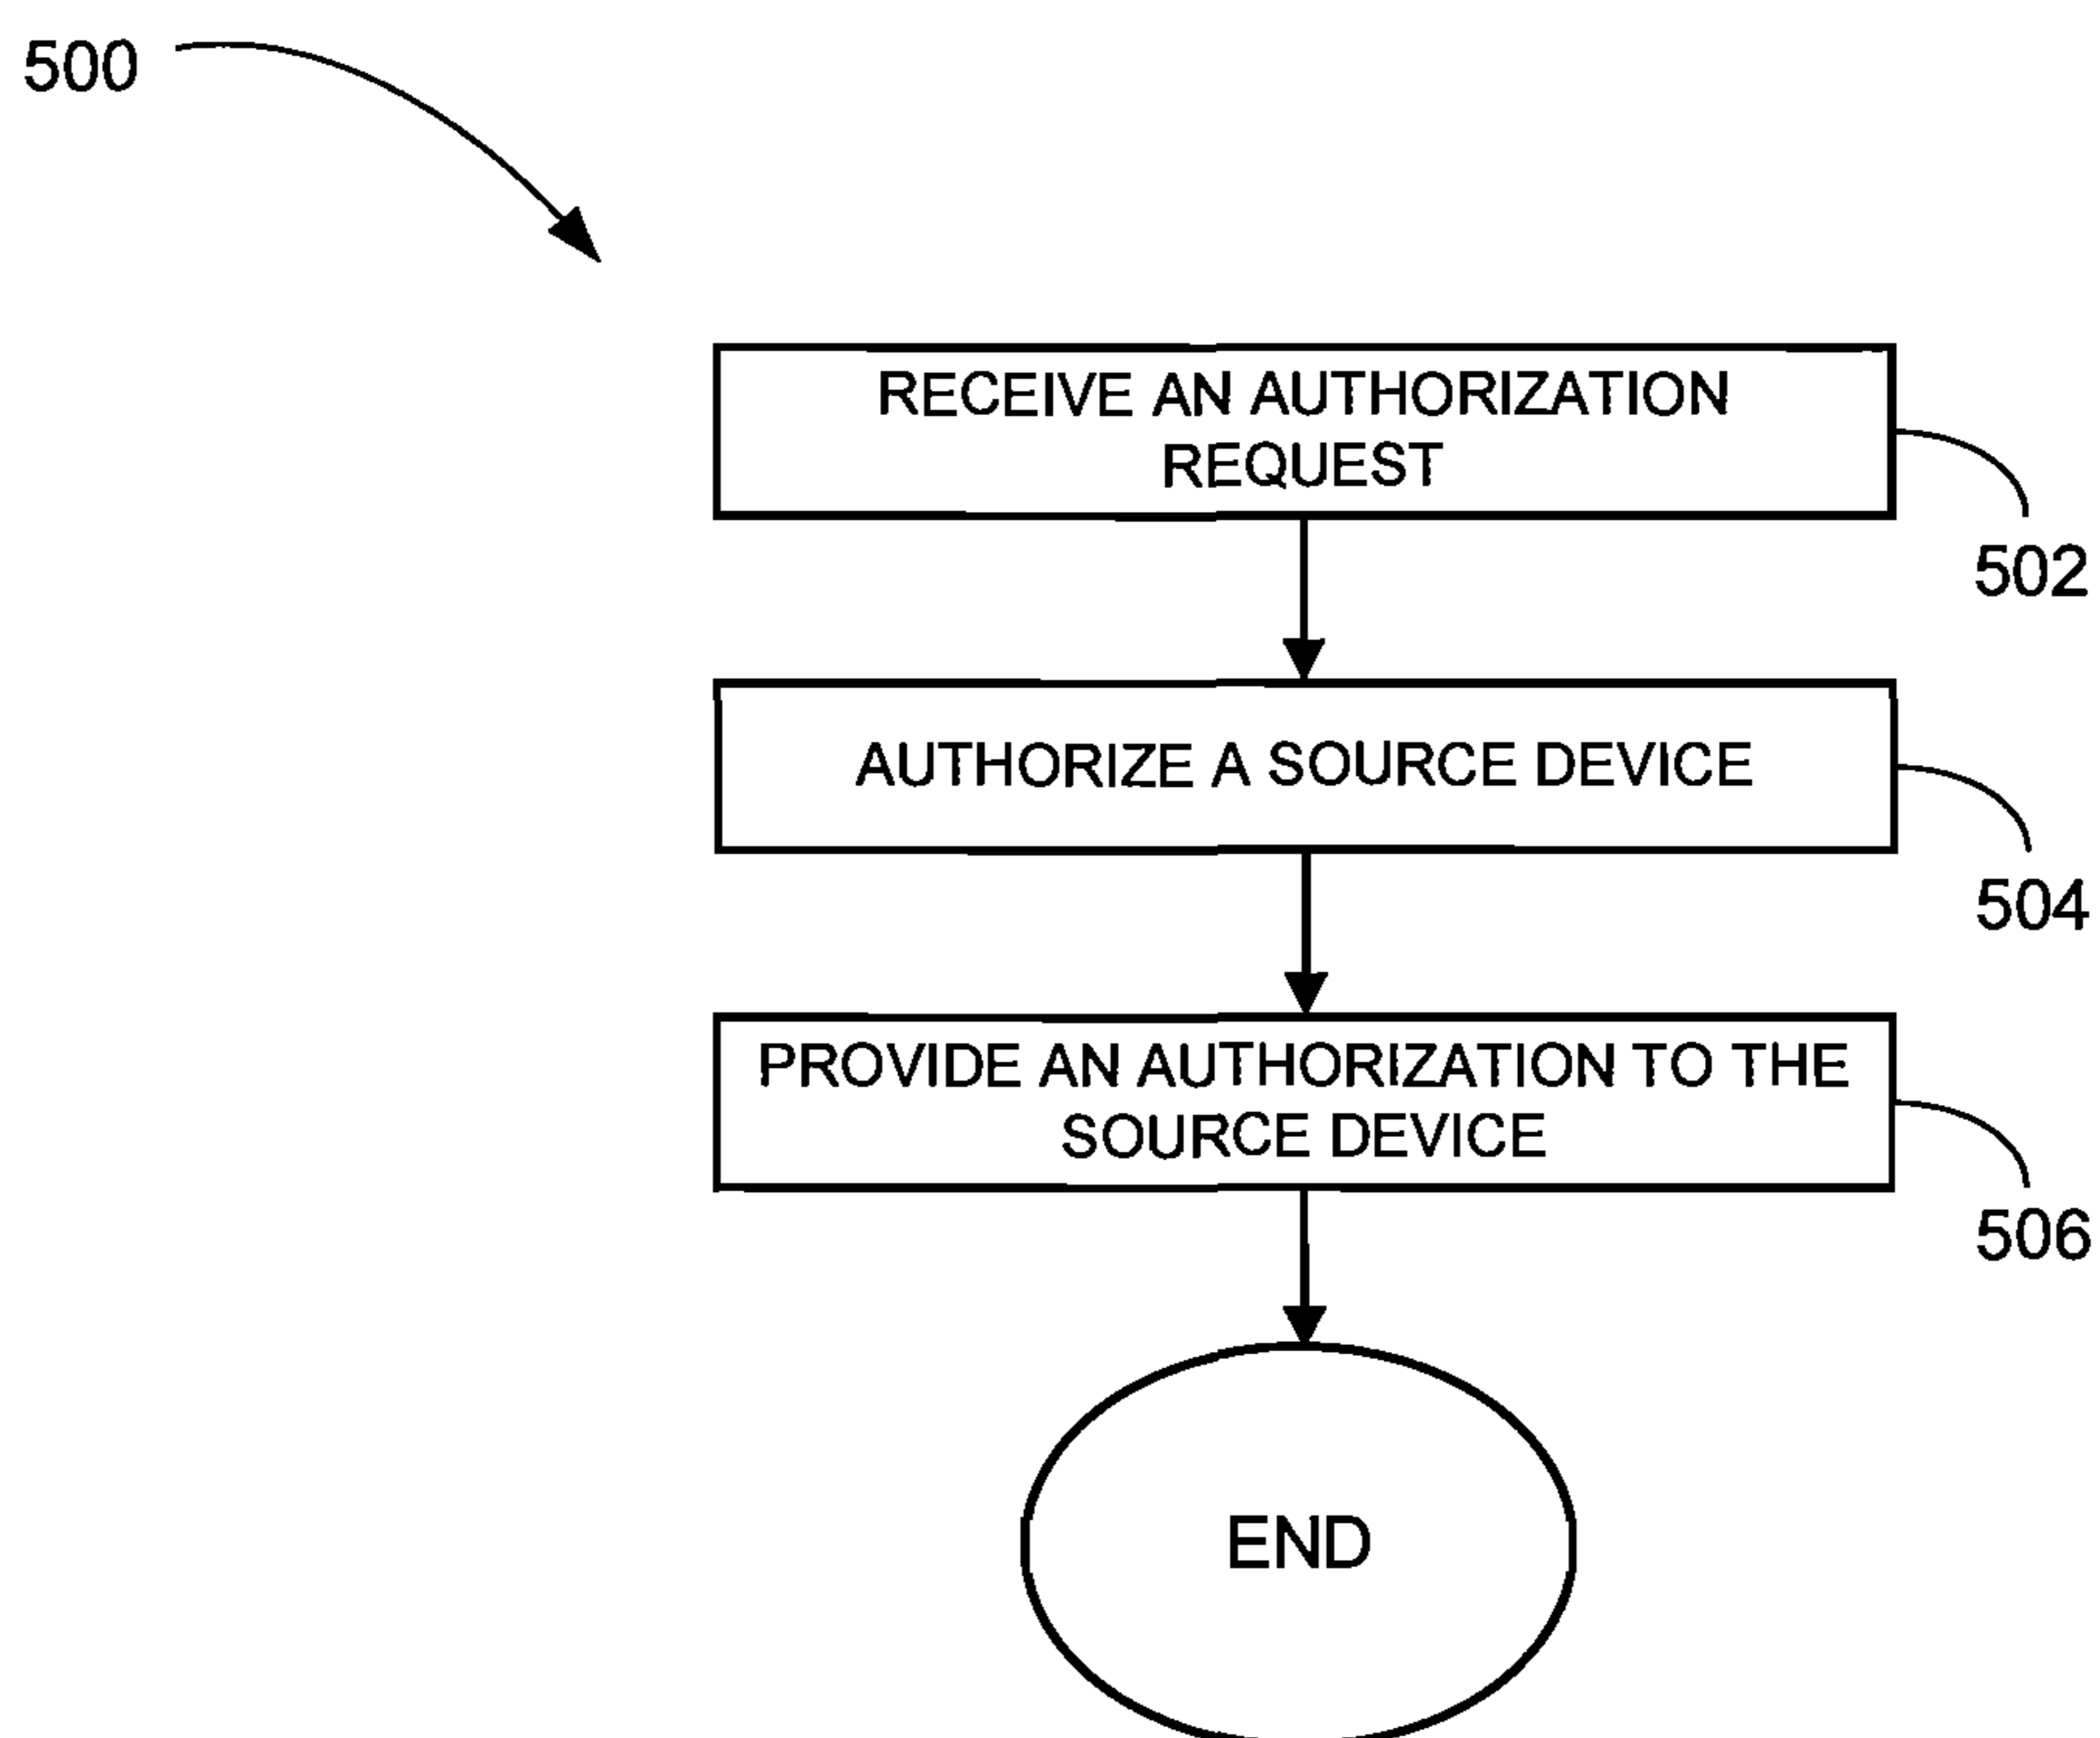 500
RECEIVE AN AUTHORIZATION
REQUEST
502
AUTHORIZE A SOURCE DEVICE
504
PROVIDE AN AUTHORIZATION TO THE
SOURCE DEVICE
506
END